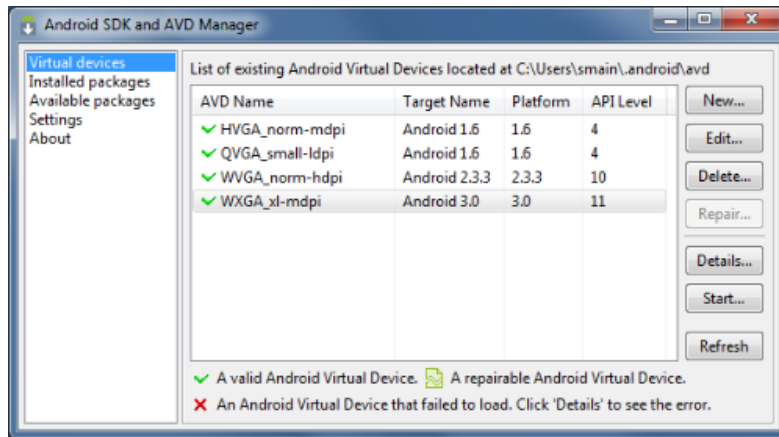 Android SDK and AVD Manager
Virtual devices
Installed packages
Available packages
Settings
About
List of existing Android Virtual Devices located at C:\Users\smain\.android\avd
AVD Name Target Name Platform API Level
HVGA_norm-mdpi Android 1.6 1.6 4
QVGA_small-ldpi Android 1.6 1.6 4
WVGA_norm-hdpi Android 2.3.3 2.3.3 10
WXGA_xl-mdpi Android 3.0 3.0 11
New...
Edit...
Delete...
Repair...
Details...
Start...
Refresh
A valid Android Virtual Device. A repairable Android Virtual Device.
An Android Virtual Device that failed to load. Click 'Details' to see the error.